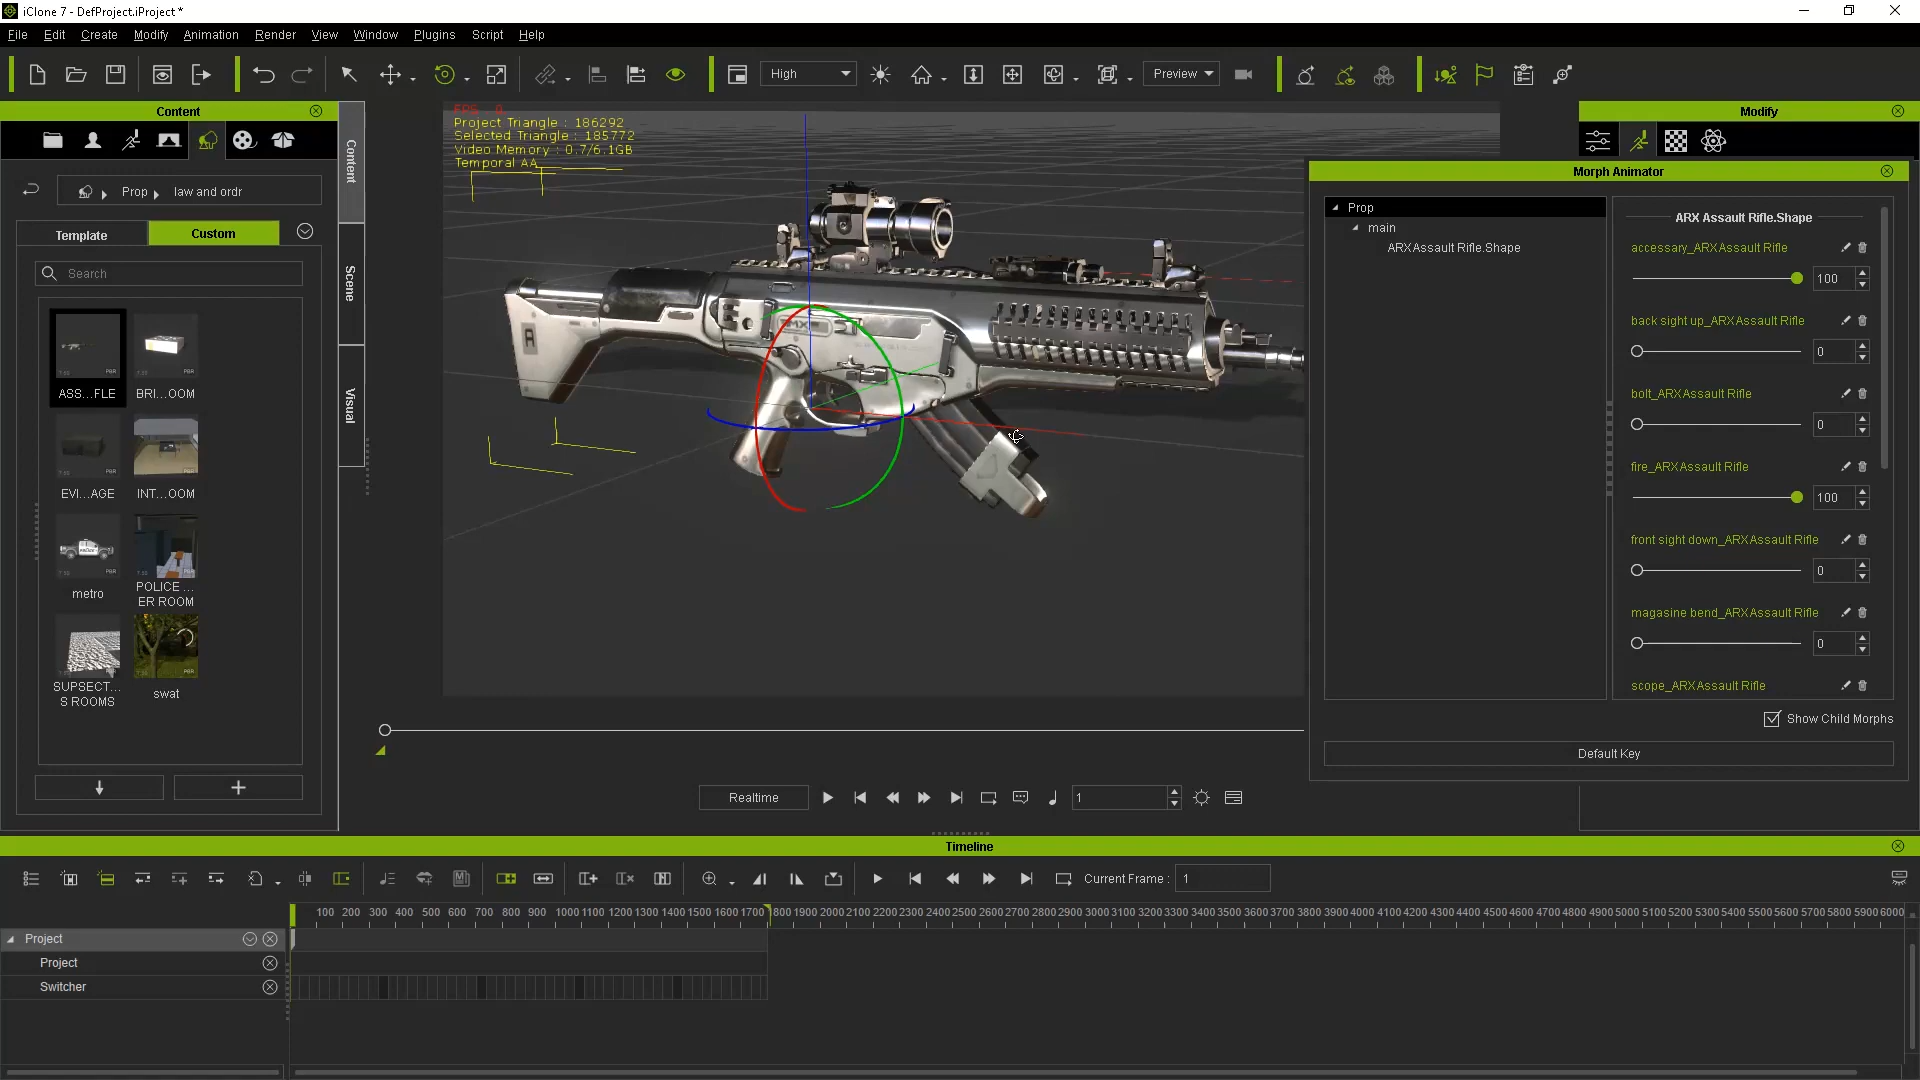 iClone 7 - DefProject.iProject *
File Edit Create Modify Animation Render View Window Plugins Script Help
High
Preview
Content
Content
Scene
Visual
Prop law and ordr
Template Custom
Search
ASS...FLE BRI...OOM
EVI...AGE INT...OOM
metro POLICE ...
ER ROOM
SUPSECT... swat
S ROOMS
FPS : 0
Project Triangle : 186292
Selected Triangle : 185772
Video Memory : 0.7/6.1GB
Temporal AA
Modify
Morph Animator
Prop
main
ARXAssault Rifle.Shape
ARX Assault Rifle.Shape
accessary_ARXAssault Rifle
100
back sight up_ARXAssault Rifle
0
bolt_ARXAssault Rifle
0
fire_ARXAssault Rifle
100
front sight down_ARXAssault Rifle
0
magasine bend_ARXAssault Rifle
0
scope_ARXAssault Rifle
Show Child Morphs
Default Key
Realtime 1
Timeline
Current Frame : 1
100 200 300 400 500 600 700 800 900 1000 1100 1200 1300 1400 1500 1600 1700 1800 1900 2000 2100 2200 2300 2400 2500 2600 2700 2800 2900 3000 3100 3200 3300 3400 3500 3600 3700 3800 3900 4000 4100 4200 4300 4400 4500 4600 4700 4800 4900 5000 5100 5200 5300 5400 5500 5600 5700 5800 5900 6000
Project
Project
Switcher